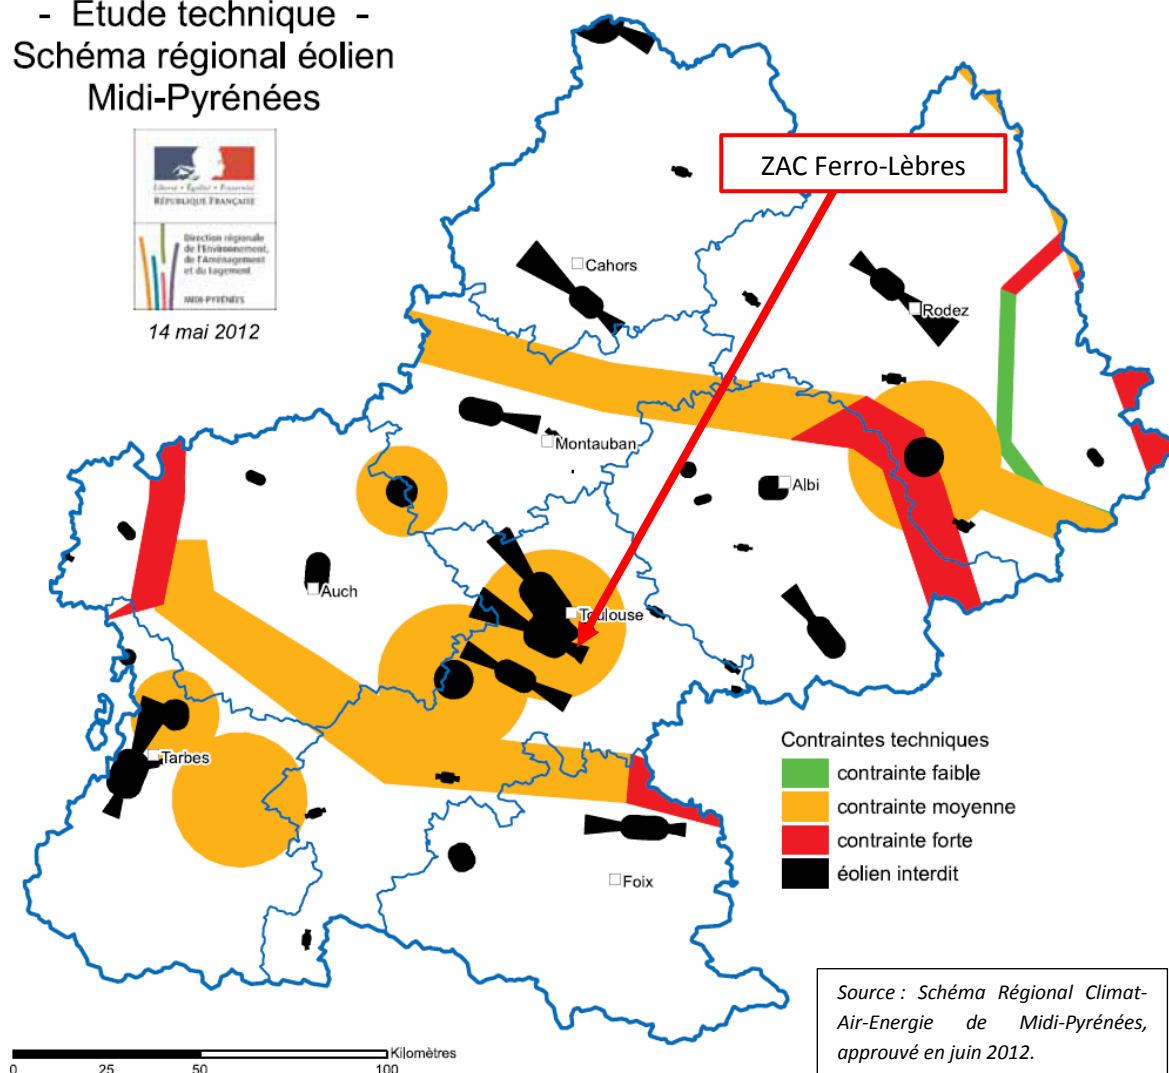 - Etude technique -
Schéma régional éolien
Midi-Pyrénées
Liberté • Égalité • Fraternité
RÉPUBLIQUE FRANÇAISE
Direction régionale
de l'Environnement,
de l'Aménagement
et du Logement
MIDI-PYRÉNÉES
14 mai 2012
ZAC Ferro-Lèbres
Cahors
Rodez
Montauban
Albi
Auch
Toulouse
Tarbes
Foix
Contraintes techniques
contrainte faible
contrainte moyenne
contrainte forte
éolien interdit
Source : Schéma Régional Climat-
Air-Energie de Midi-Pyrénées,
approuvé en juin 2012.
Kilomètres
0 25 50 100